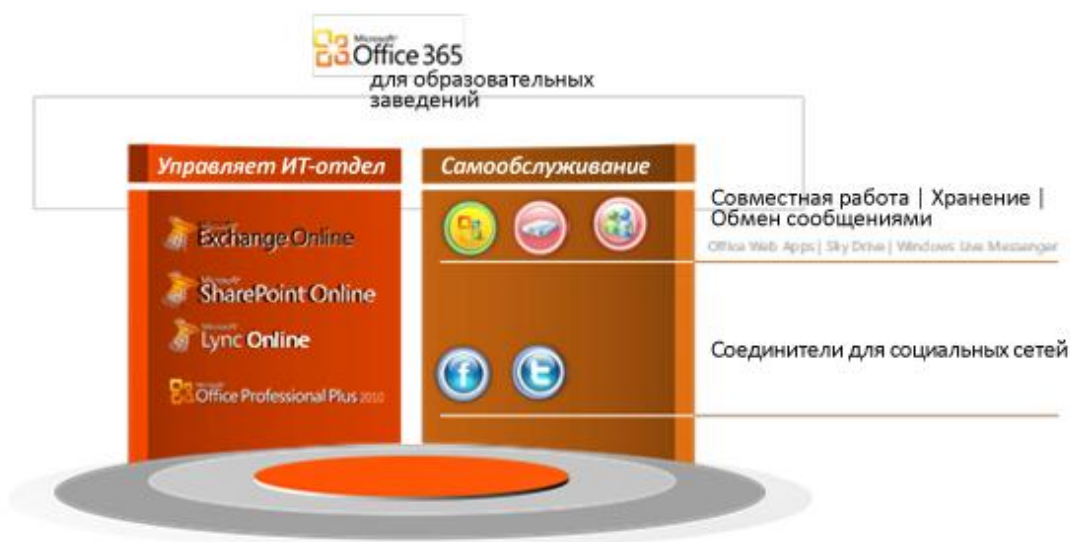 Microsoft®
Office 365
для образовательных
заведений
Управляет ИТ-отдел
Microsoft®
Exchange Online
Microsoft®
SharePoint Online
Microsoft®
Lync Online
Microsoft®
Office Professional Plus 2010
Самообслуживание
Совместная работа | Хранение |
Обмен сообщениями
Office Web Apps | Sky Drive | Windows Live Messenger
Соединители для социальных сетей